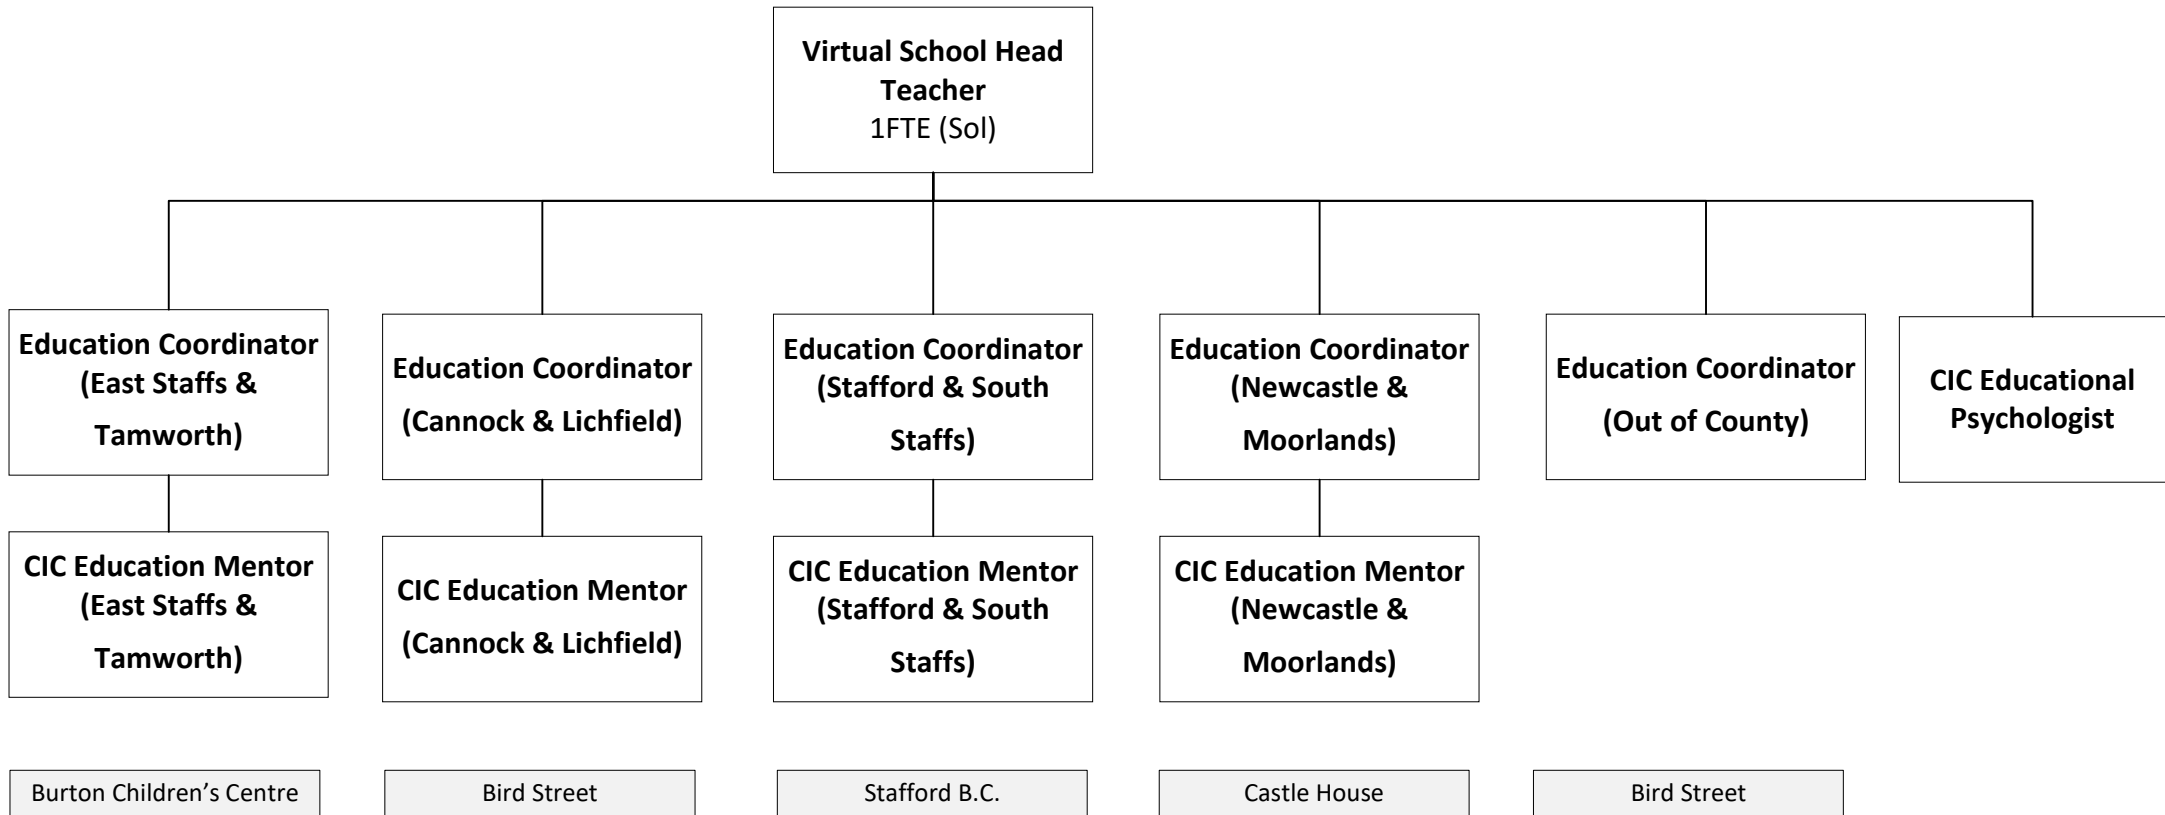 Virtual School Head
Teacher
1FTE (Sol)
Education Coordinator
(East Staffs &
Tamworth)
Education Coordinator
(Cannock & Lichfield)
Education Coordinator
(Stafford & South
Staffs)
Education Coordinator
(Newcastle &
Moorlands)
Education Coordinator
(Out of County)
CIC Educational
Psychologist
CIC Education Mentor
(East Staffs &
Tamworth)
CIC Education Mentor
(Cannock & Lichfield)
CIC Education Mentor
(Stafford & South
Staffs)
CIC Education Mentor
(Newcastle &
Moorlands)
Burton Children’s Centre
Bird Street
Stafford B.C.
Castle House
Bird Street